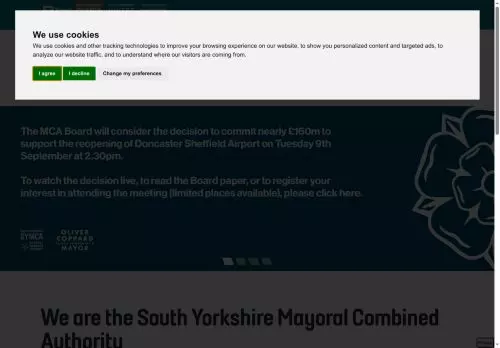 We use cookies
We use cookies and other tracking technologies to improve your browsing experience on our website, to show you personalized content and targeted ads, to
analyze our website traffic, and to understand where our visitors are coming from.
I agree
I decline
Change my preferences
The MCA Board will consider the decision to commit nearly £160m to
support the reopening of Doncaster Sheffield Airport on Tuesday 9th
September at 2.30pm.
To watch the decision live, to read the Board paper, or to register your
interest in attending the meeting (limited places available), please click here.
SYMCA
OLIVER
COPPARD
MAYOR
We are the South Yorkshire Mayoral Combined
Authority